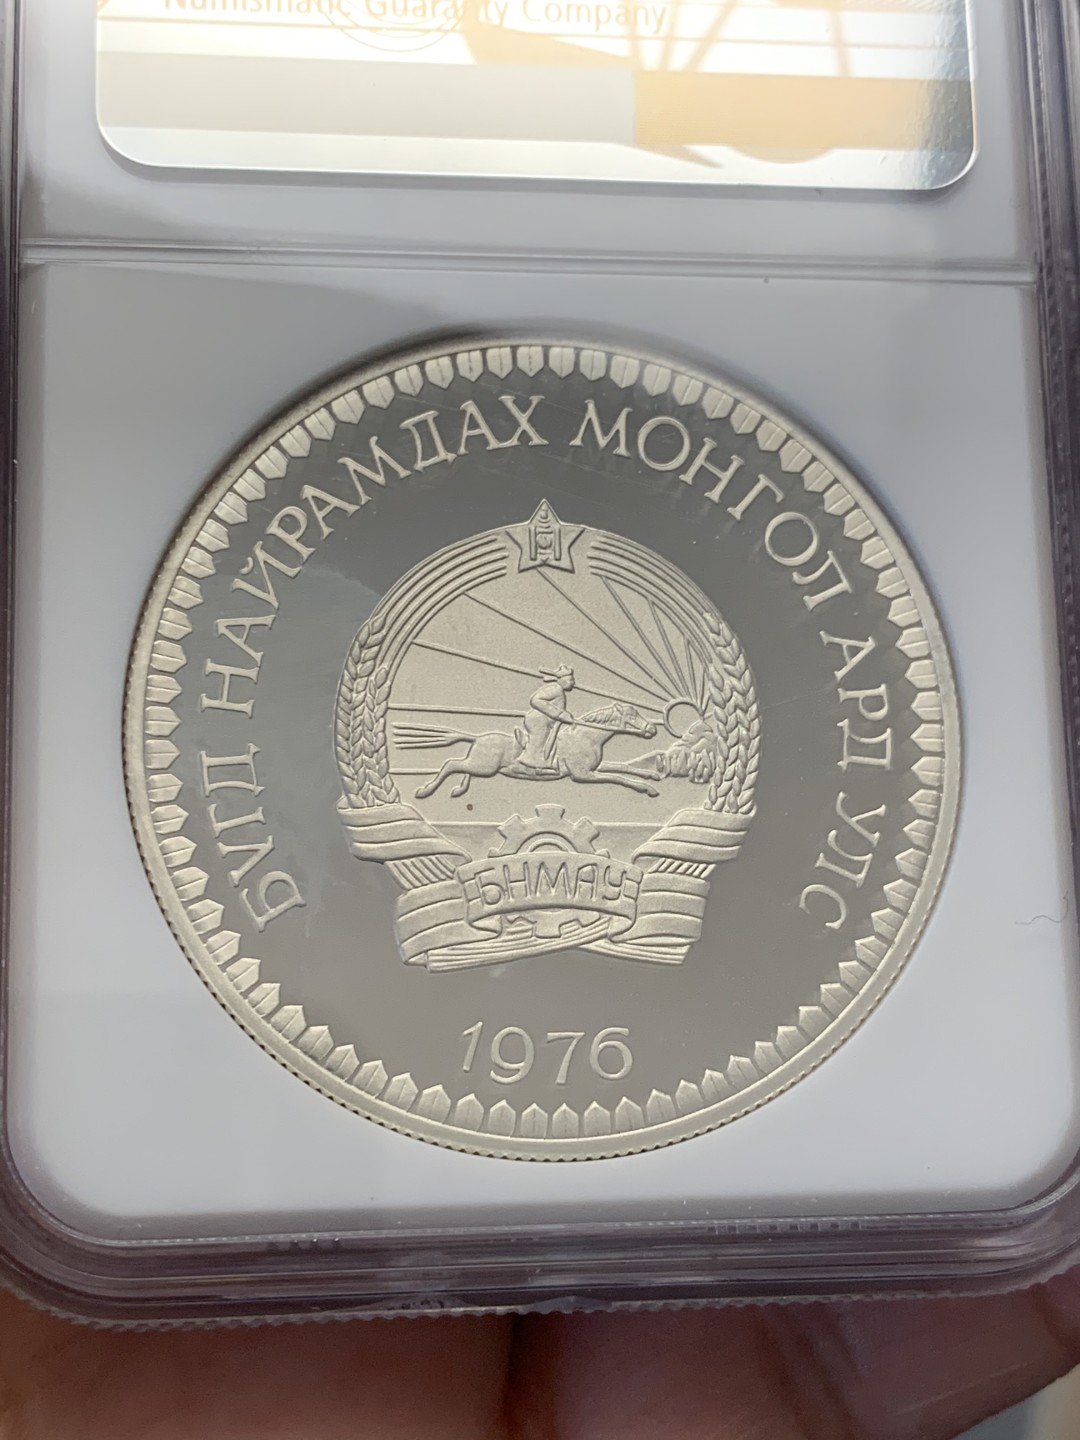 Numismatic Guaranty Company
БҮГД НАЙРАМДАХ МОНГОЛ АРД УЛС
БНМАУ
1976